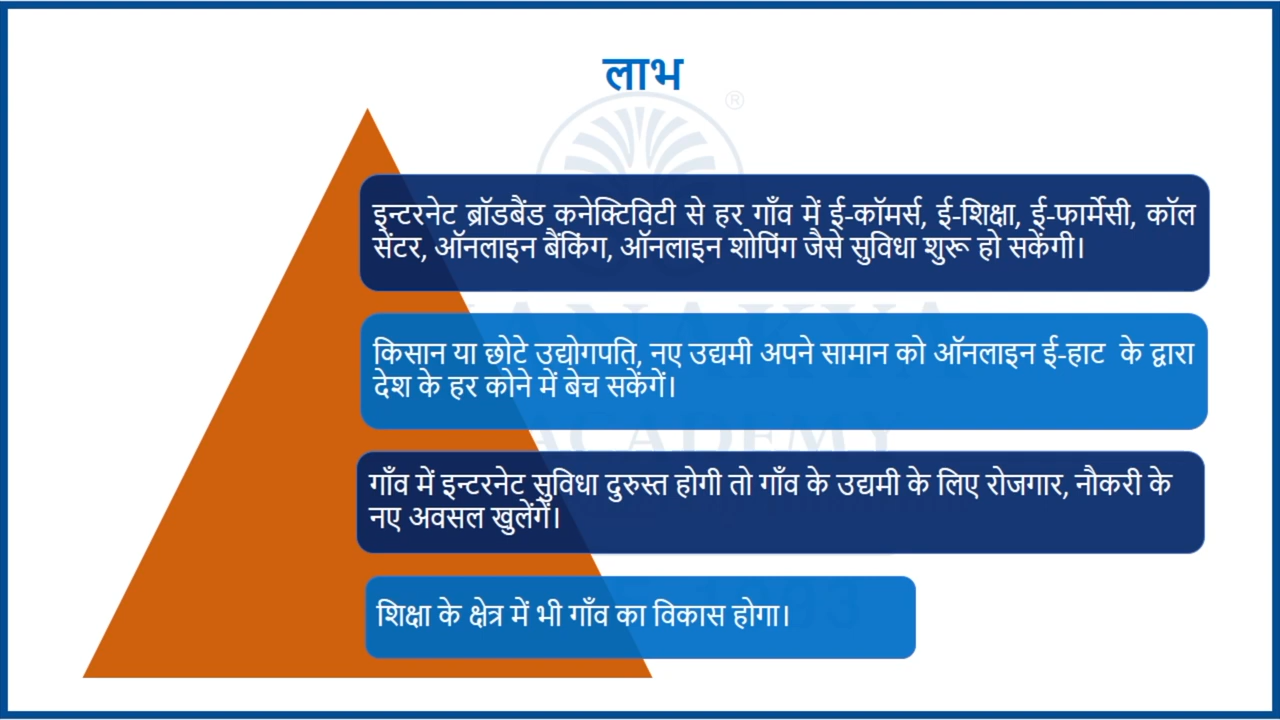 लाभ
®
इन्टरनेट ब्रॉडबैंड कनेक्टिविटी से हर गाँव में ई-कॉमर्स, ई-शिक्षा, ई-फार्मेसी, कॉल
सेंटर, ऑनलाइन बैंकिंग, ऑनलाइन शोपिंग जैसे सुविधा शुरू हो सकेंगी।
किसान या छोटे उद्योगपति, नए उद्यमी अपने सामान को ऑनलाइन ई-हाट के द्वारा
देश के हर कोने में बेच सकेंगें।
ACADEMY
गाँव में इन्टरनेट सुविधा दुरुस्त होगी तो गाँव के उद्यमी के लिए रोजगार, नौकरी के
नए अवसल खुलेंगें।
शिक्षा के क्षेत्र में भी गाँव का विकास होगा।